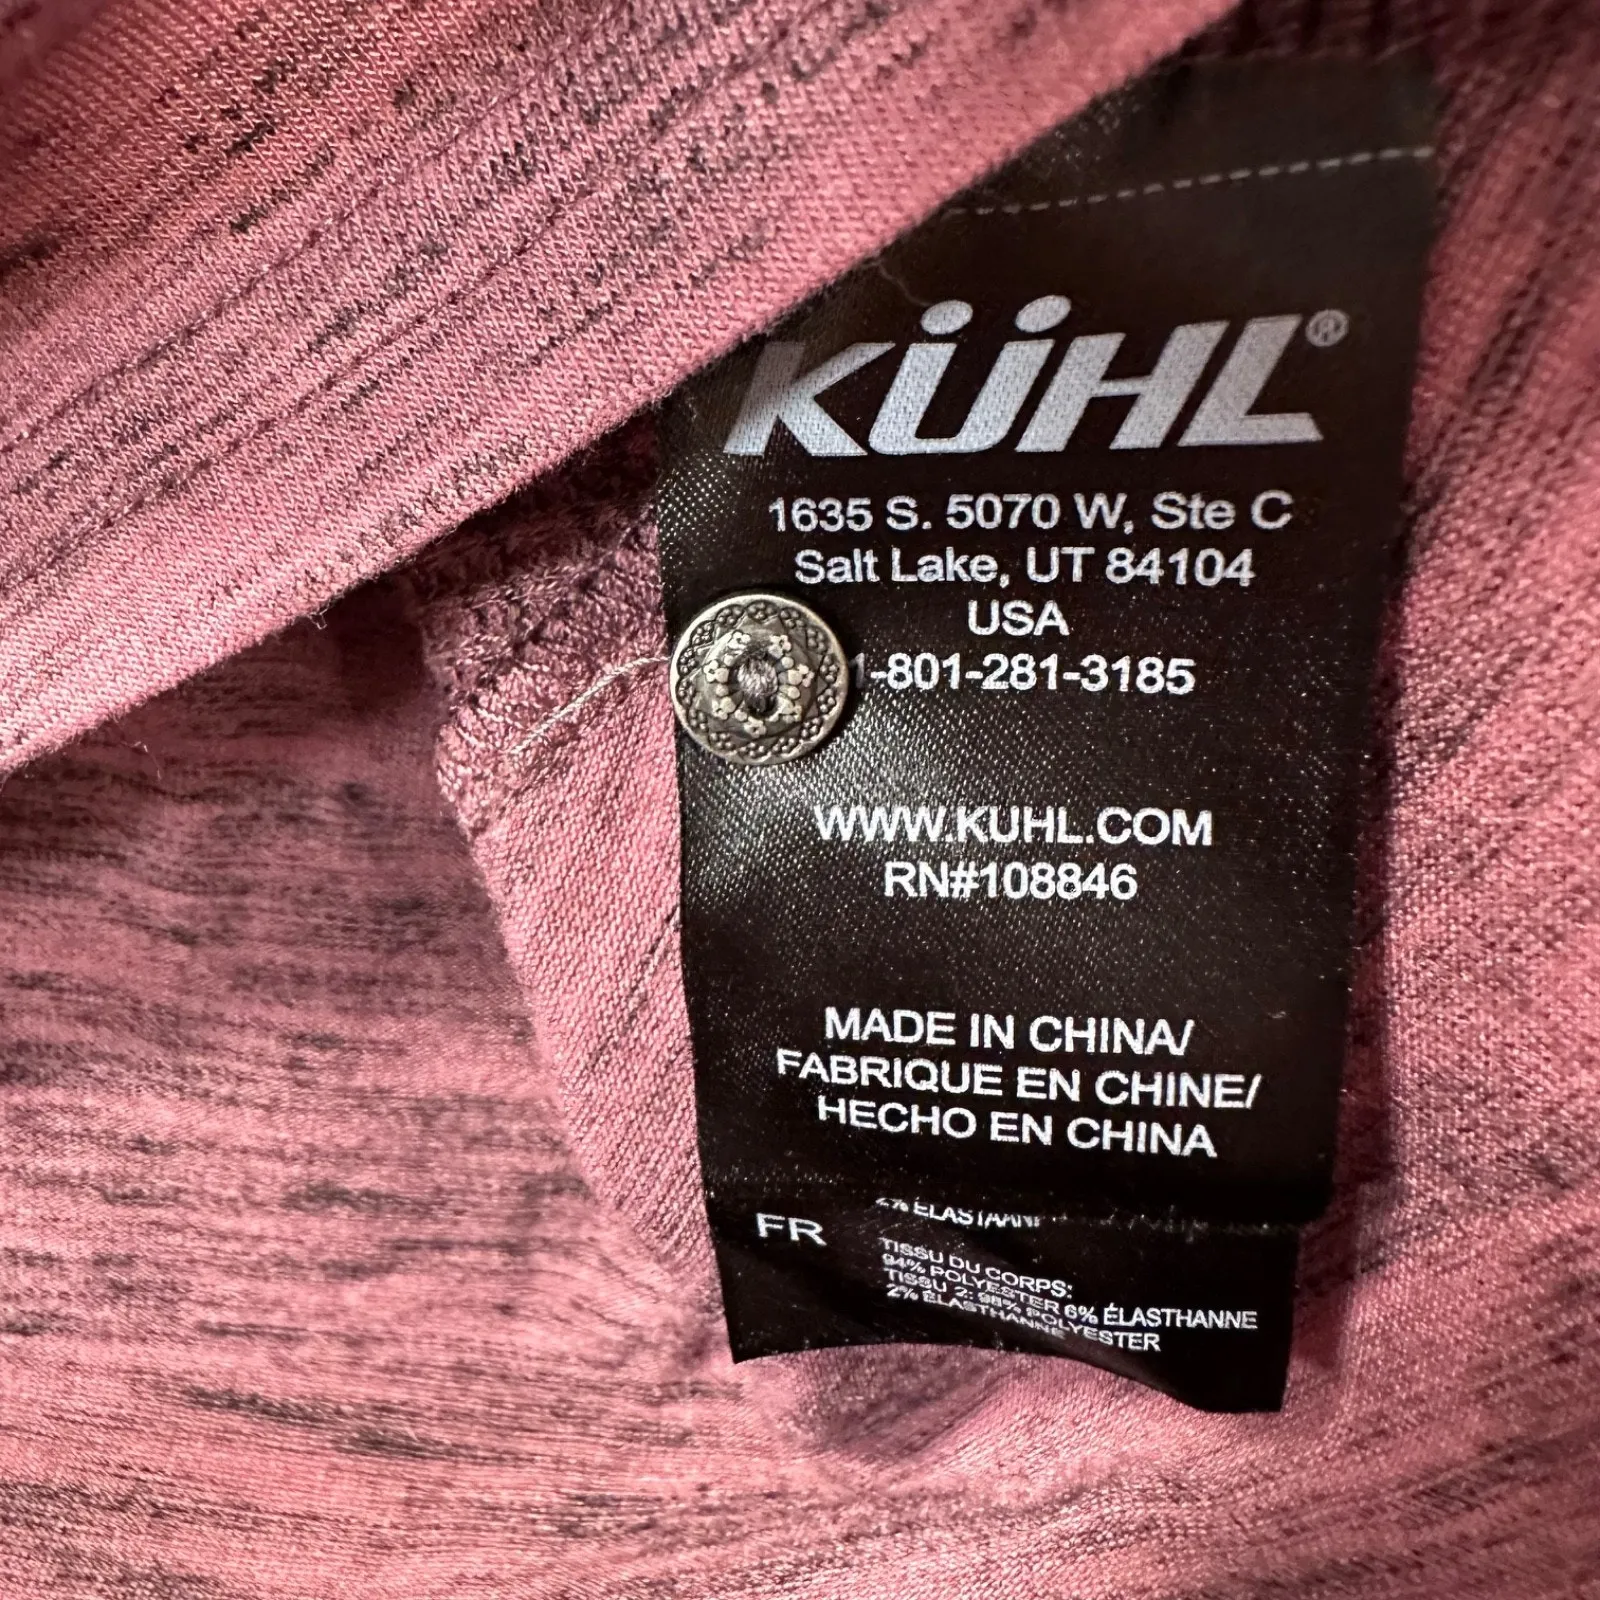 KÜHL®
1635 S. 5070 W, Ste C
Salt Lake, UT 84104
USA
1-801-281-3185
WWW.KUHL.COM
RN#108846
MADE IN CHINA/
FABRIQUE EN CHINE/
HECHO EN CHINA
FR
TISSU DU CORPS:
94% POLYESTER 6% ÉLASTHANNE
TISSU 2: 98% POLYESTER
2% ÉLASTHANNE